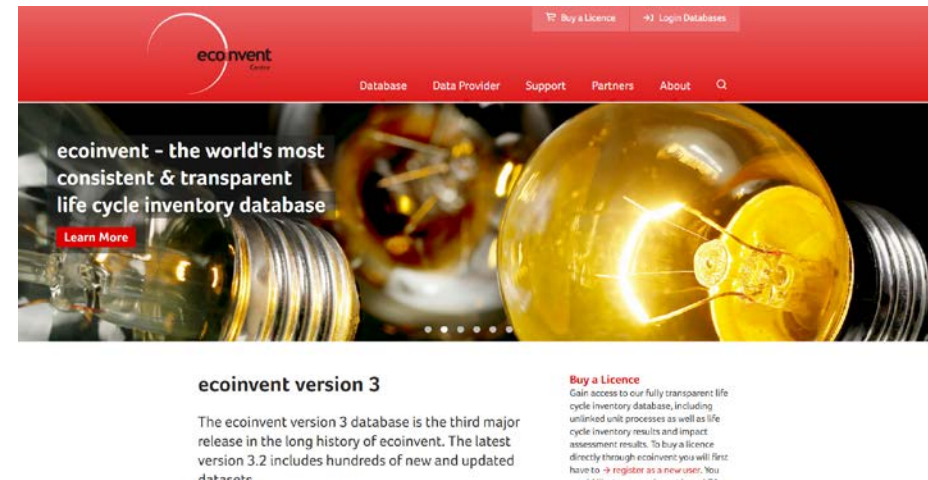 Buy a Licence
Login Databases
ecoinvent
Centre
Database Data Provider Support Partners About
ecoinvent - the world's most
consistent & transparent
life cycle inventory database
Learn More
ecoinvent version 3
The ecoinvent version 3 database is the third major
release in the long history of ecoinvent. The latest
version 3.2 includes hundreds of new and updated
datasets
Buy a Licence
Gain access to our fully transparent life
cycle inventory database, including
unlinked unit processes as well as life
cycle inventory results and impact
assessment results. To buy a licence
directly through ecoinvent you will first
have to → register as a new user. You